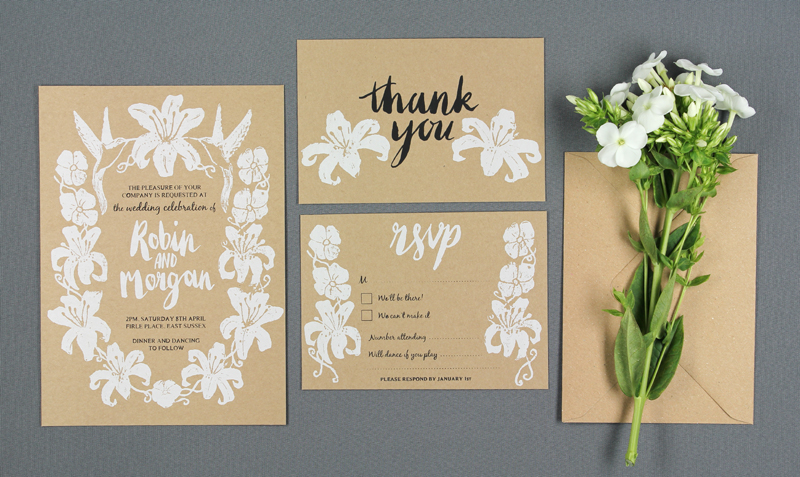 THE PLEASURE OF YOUR
COMPANY IS REQUESTED AT
the wedding celebration of
Robin
AND
Morgan
2PM. SATURDAY 8TH APRIL
FIRLE PLACE, EAST SUSSEX
DINNER AND DANCING
TO FOLLOW
thank
you
rsvp
M
We'll be there!
We can't make it
Number attending
Will dance if you play
PLEASE RESPOND BY JANUARY 1ST